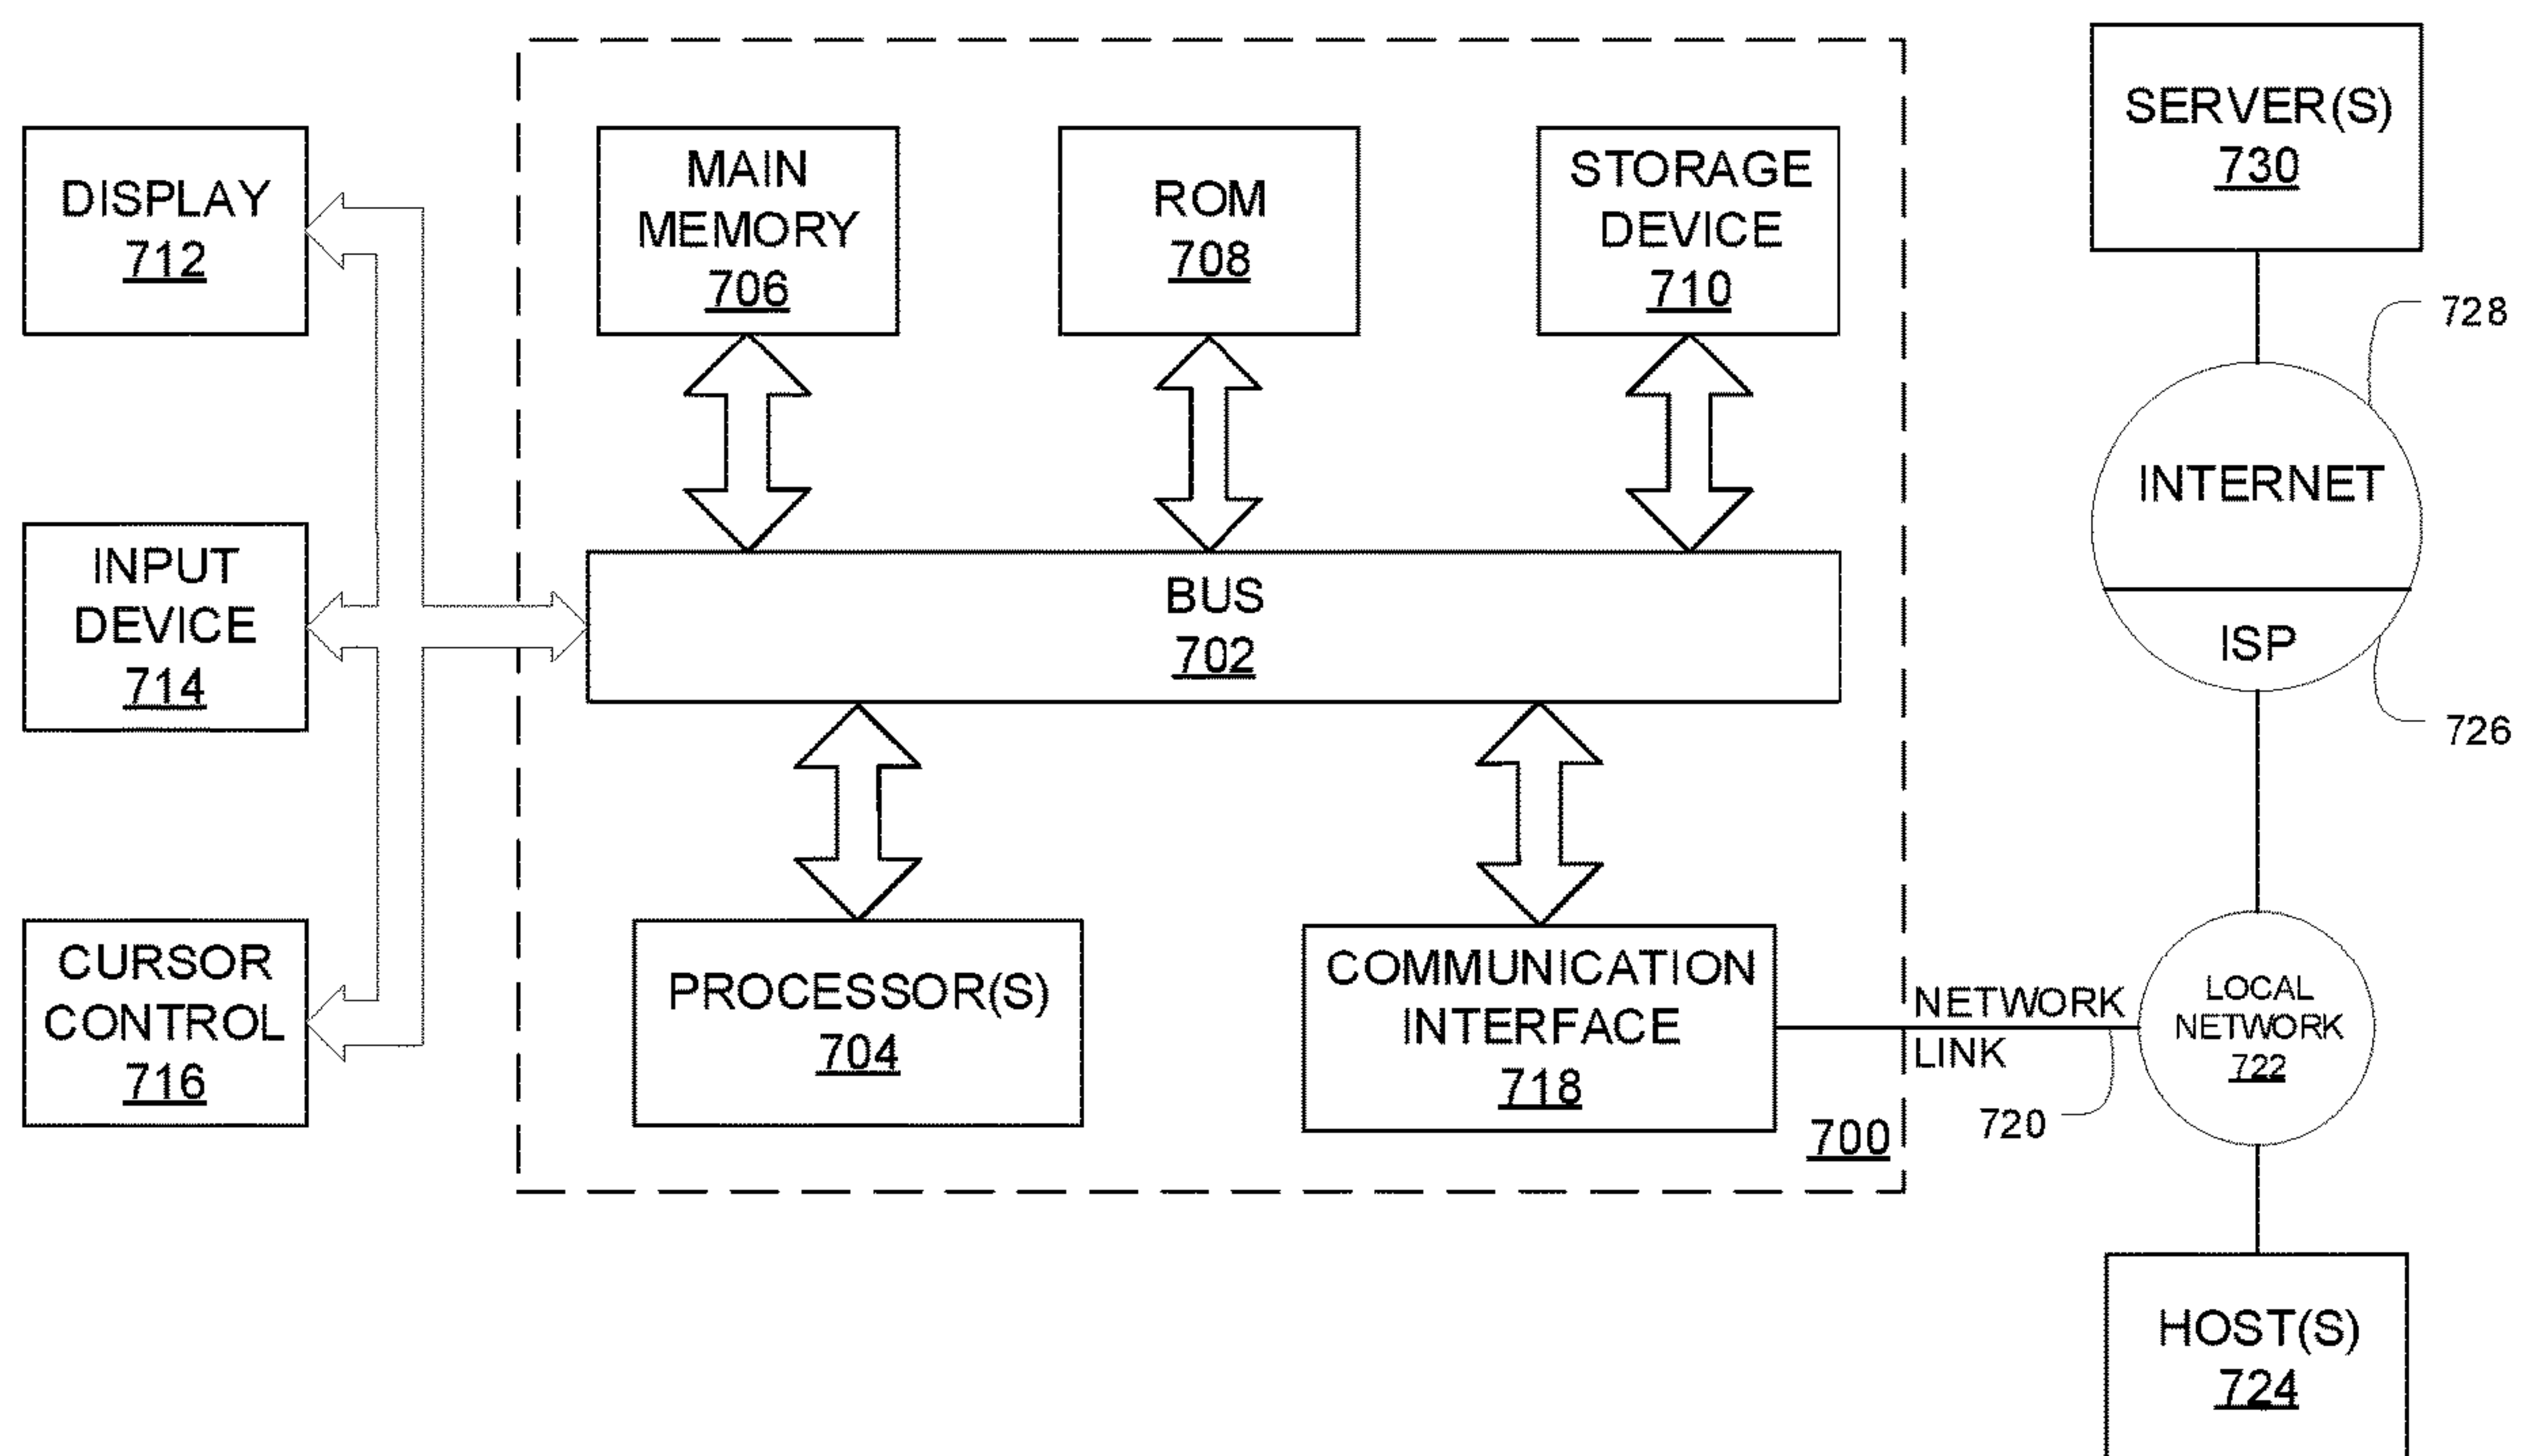 DISPLAY
712
INPUT
DEVICE
714
CURSOR
CONTROL
716
MAIN
MEMORY
706
ROM
708
STORAGE
DEVICE
710
BUS
702
PROCESSOR(S)
704
COMMUNICATION
INTERFACE
718
700
NETWORK
LINK
720
SERVER(S)
730
728
INTERNET
ISP
726
LOCAL
NETWORK
722
HOST(S)
724